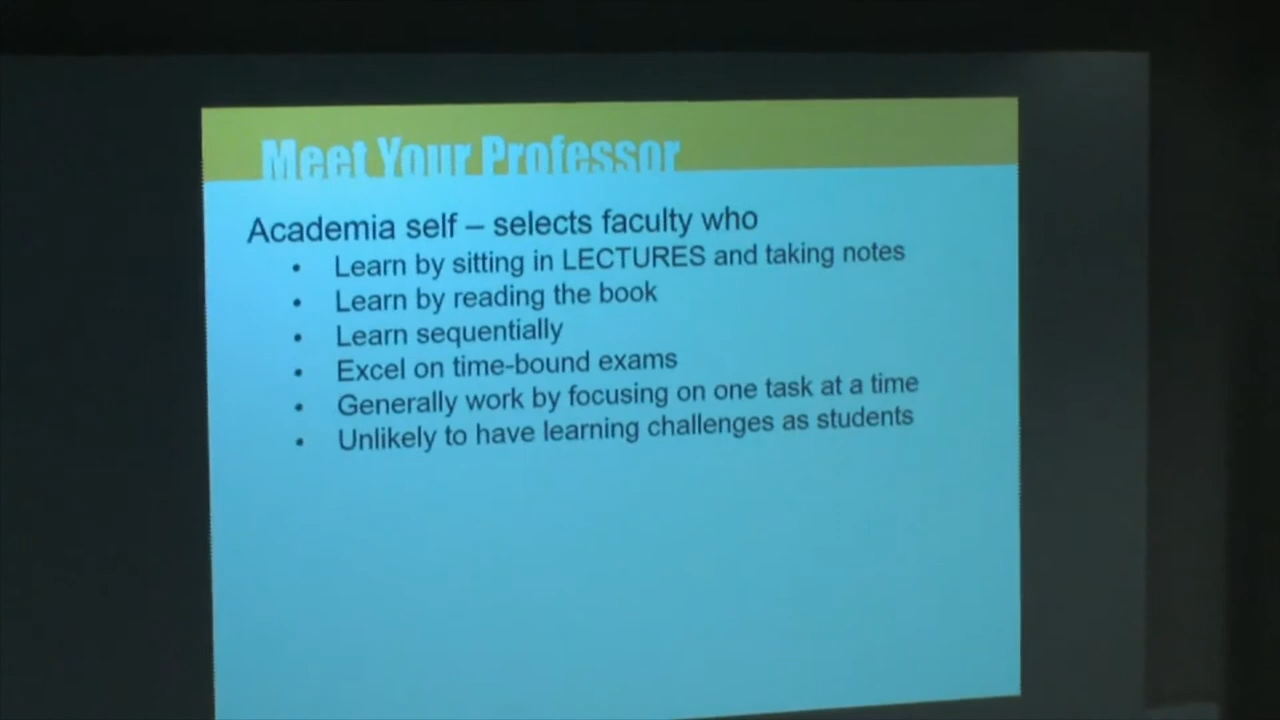 Meet Your Professor
Academia self – selects faculty who
• Learn by sitting in LECTURES and taking notes
• Learn by reading the book
• Learn sequentially
• Excel on time-bound exams
• Generally work by focusing on one task at a time
• Unlikely to have learning challenges as students